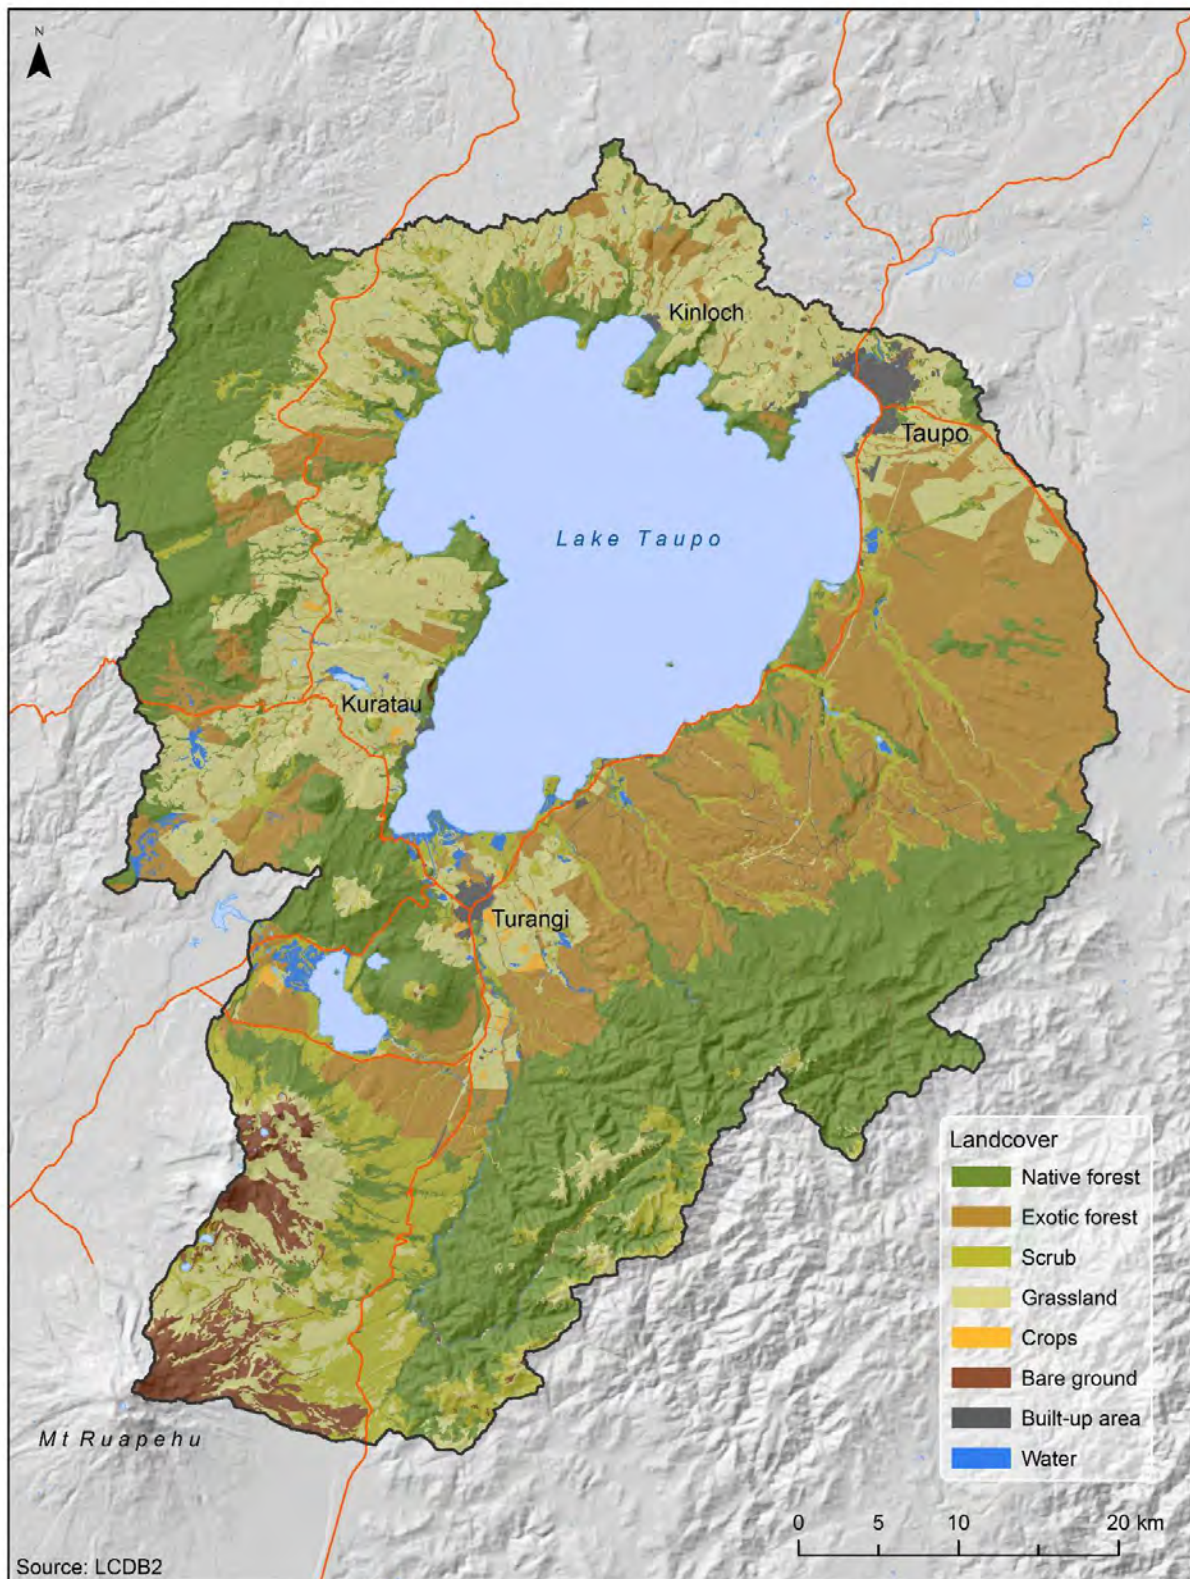 N
Kinloch
Taupo
Lake Taupo
Kuratau
Turangi
Landcover
Native forest
Exotic forest
Scrub
Grassland
Crops
Bare ground
Built-up area
Water
Mt Ruapehu
0 5 10 20 km
Source: LCDB2